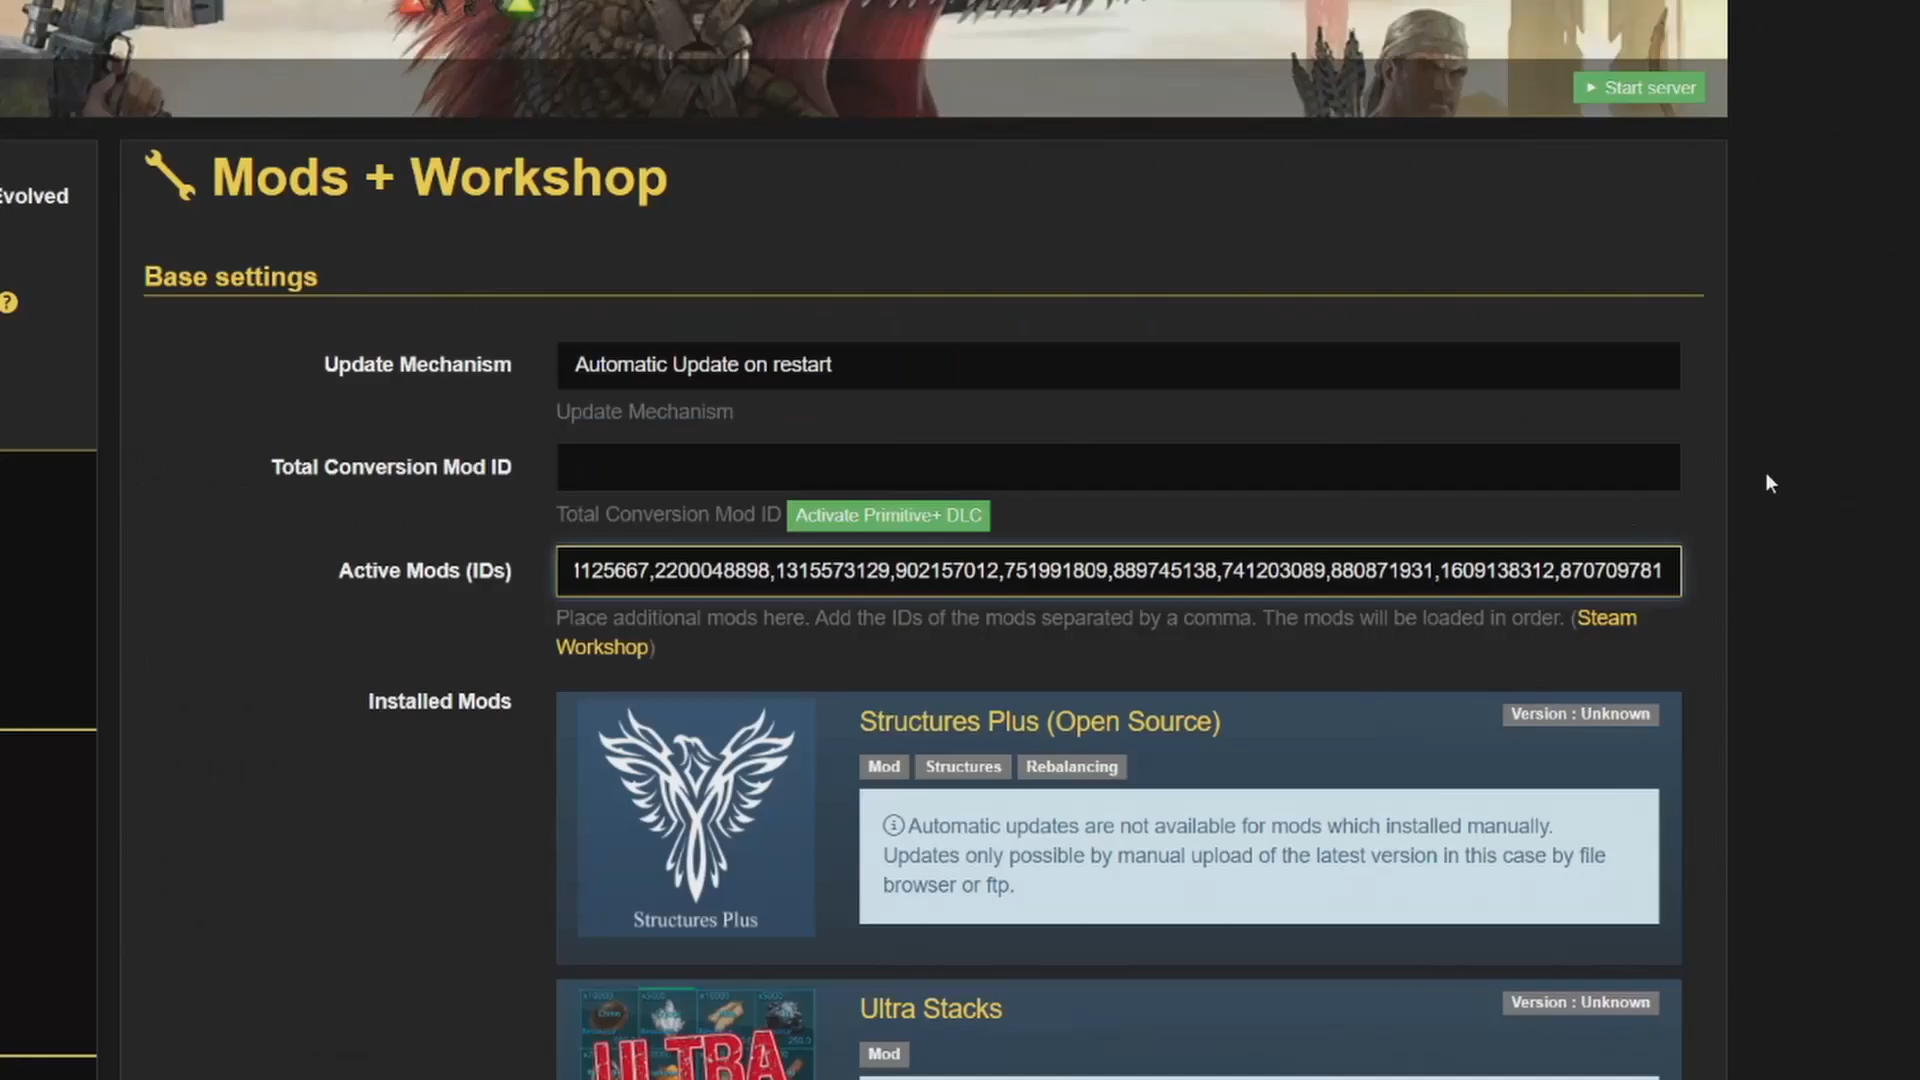 Start server
Mods + Workshop
Evolved
Base settings
?
Update Mechanism
Automatic Update on restart
Update Mechanism
Total Conversion Mod ID
Total Conversion Mod ID Activate Primitive+ DLC
Active Mods (IDs)
1125667,2200048898,1315573129,902157012,751991809,889745138,741203089,880871931,1609138312,870709781
Place additional mods here. Add the IDs of the mods separated by a comma. The mods will be loaded in order. (Steam
Workshop)
Installed Mods
Structures Plus (Open Source)
Version : Unknown
Mod Structures Rebalancing
Automatic updates are not available for mods which installed manually.
Updates only possible by manual upload of the latest version in this case by file
browser or ftp.
Structures Plus
Ultra Stacks
Version : Unknown
Mod
ULTRA